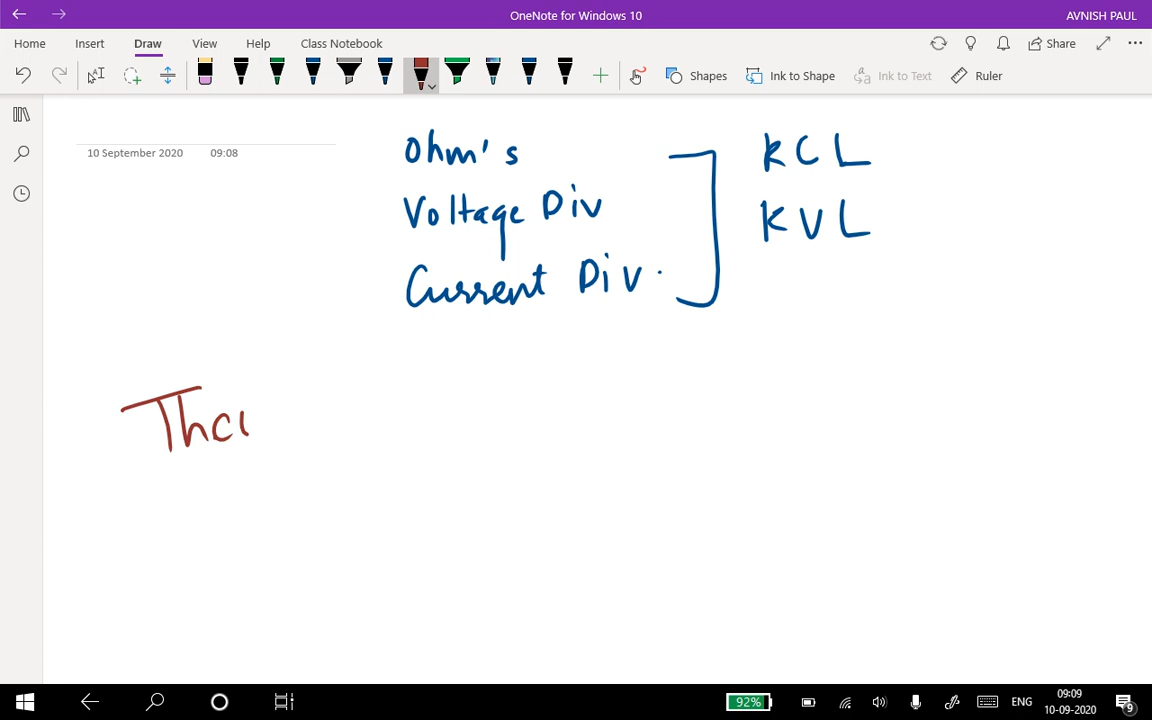 OneNote for Windows 10
AVNISH PAUL
Home Insert Draw View Help Class Notebook Share
Shapes Ink to Shape Ink to Text Ruler
10 September 2020 09:08
Ohm's
Voltage Div
Current Div.
KCL
KVL
92% ENG 09:09
10-09-2020
9